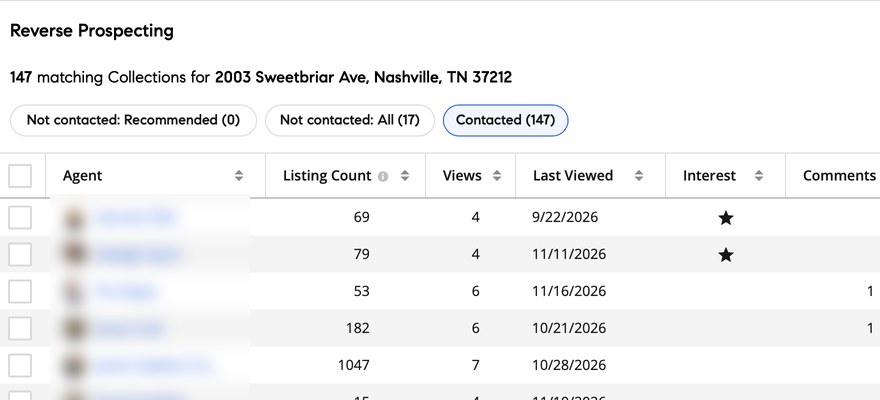 Reverse Prospecting
147 matching Collections for 2003 Sweetbriar Ave, Nashville, TN 37212
Not contacted: Recommended (0) Not contacted: All (17) Contacted (147)
Agent Listing Count Views Last Viewed Interest Comments
69 4 9/22/2026 ★
79 4 11/11/2026 ★
53 6 11/16/2026 1
182 6 10/21/2026 1
1047 7 10/28/2026